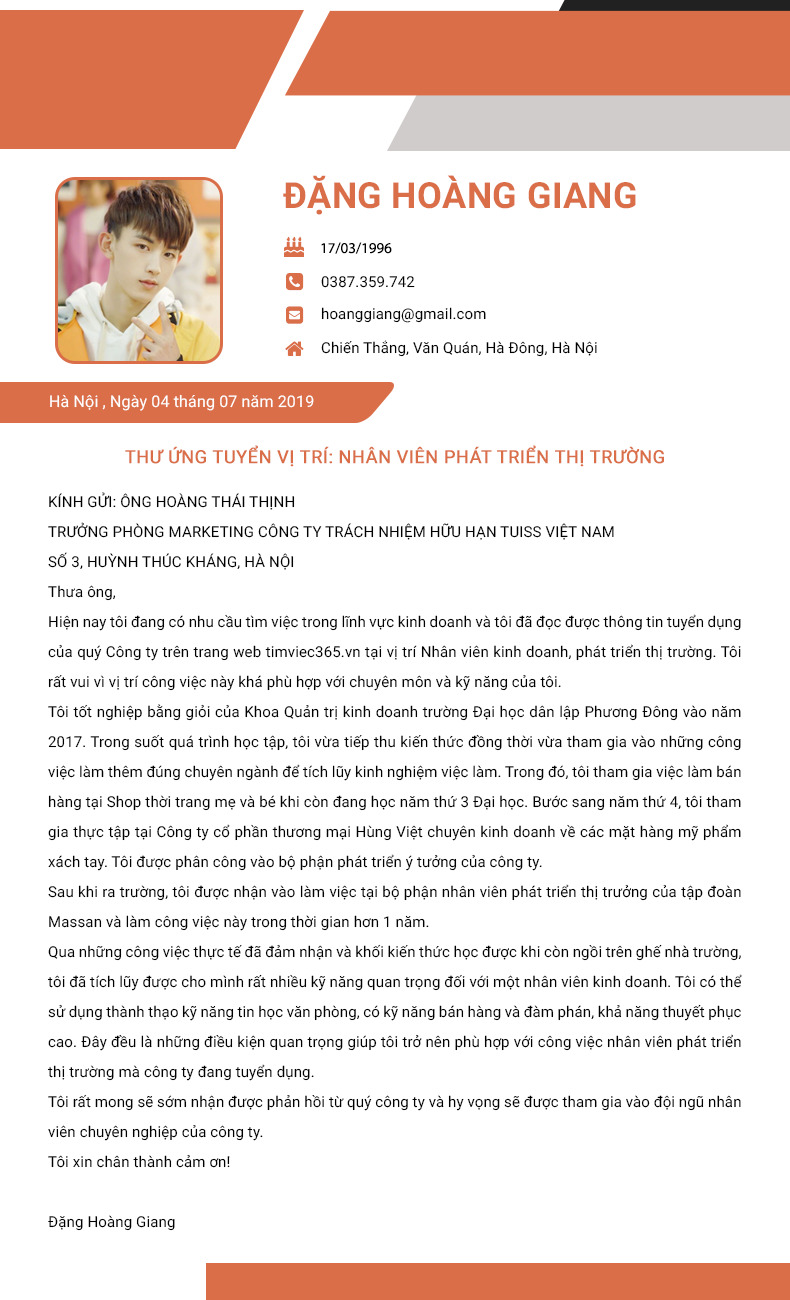 ĐẶNG HOÀNG GIANG
17/03/1996
0387.359.742
hoanggiang@gmail.com
Chiến Thắng, Văn Quán, Hà Đông, Hà Nội
Hà Nội , Ngày 04 tháng 07 năm 2019
THƯ ỨNG TUYỂN VỊ TRÍ: NHÂN VIÊN PHÁT TRIỂN THỊ TRƯỜNG
KÍNH GỬI: ÔNG HOÀNG THÁI THỊNH
TRƯỞNG PHÒNG MARKETING CÔNG TY TRÁCH NHIỆM HỮU HẠN TUISS VIỆT NAM
SỐ 3, HUỲNH THÚC KHÁNG, HÀ NỘI
Thưa ông,
Hiện nay tôi đang có nhu cầu tìm việc trong lĩnh vực kinh doanh và tôi đã đọc được thông tin tuyển dụng
của quý Công ty trên trang web timviec365.vn tại vị trí Nhân viên kinh doanh, phát triển thị trường. Tôi
rất vui vì vị trí công việc này khá phù hợp với chuyên môn và kỹ năng của tôi.
Tôi tốt nghiệp bằng giỏi của Khoa Quản trị kinh doanh trường Đại học dân lập Phương Đông vào năm
2017. Trong suốt quá trình học tập, tôi vừa tiếp thu kiến thức đồng thời vừa tham gia vào những công
việc làm thêm đúng chuyên ngành để tích lũy kinh nghiệm việc làm. Trong đó, tôi tham gia việc làm bán
hàng tại Shop thời trang mẹ và bé khi còn đang học năm thứ 3 Đại học. Bước sang năm thứ 4, tôi tham
gia thực tập tại Công ty cổ phần thương mại Hùng Việt chuyên kinh doanh về các mặt hàng mỹ phẩm
xách tay. Tôi được phân công vào bộ phận phát triển ý tưởng của công ty.
Sau khi ra trường, tôi được nhận vào làm việc tại bộ phận nhân viên phát triển thị trưởng của tập đoàn
Massan và làm công việc này trong thời gian hơn 1 năm.
Qua những công việc thực tế đã đảm nhận và khối kiến thức học được khi còn ngồi trên ghế nhà trường,
tôi đã tích lũy được cho mình rất nhiều kỹ năng quan trọng đối với một nhân viên kinh doanh. Tôi có thể
sử dụng thành thạo kỹ năng tin học văn phòng, có kỹ năng bán hàng và đàm phán, khả năng thuyết phục
cao. Đây đều là những điều kiện quan trọng giúp tôi trở nên phù hợp với công việc nhân viên phát triển
thị trường mà công ty đang tuyển dụng.
Tôi rất mong sẽ sớm nhận được phản hồi từ quý công ty và hy vọng sẽ được tham gia vào đội ngũ nhân
viên chuyên nghiệp của công ty.
Tôi xin chân thành cảm ơn!
Đặng Hoàng Giang